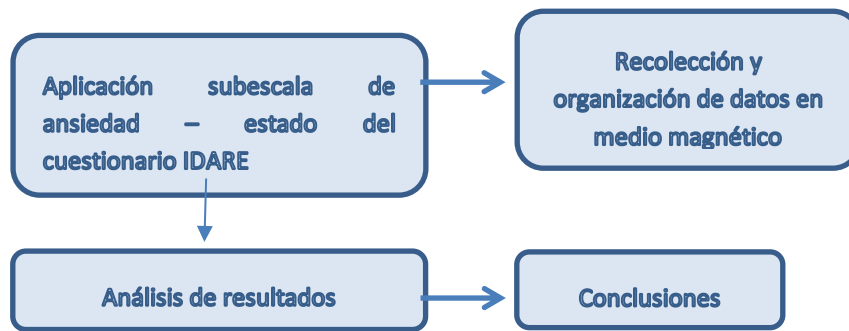 Aplicación subescala de
ansiedad – estado del
cuestionario IDARE
Recolección y
organización de datos en
medio magnético
Análisis de resultados
Conclusiones